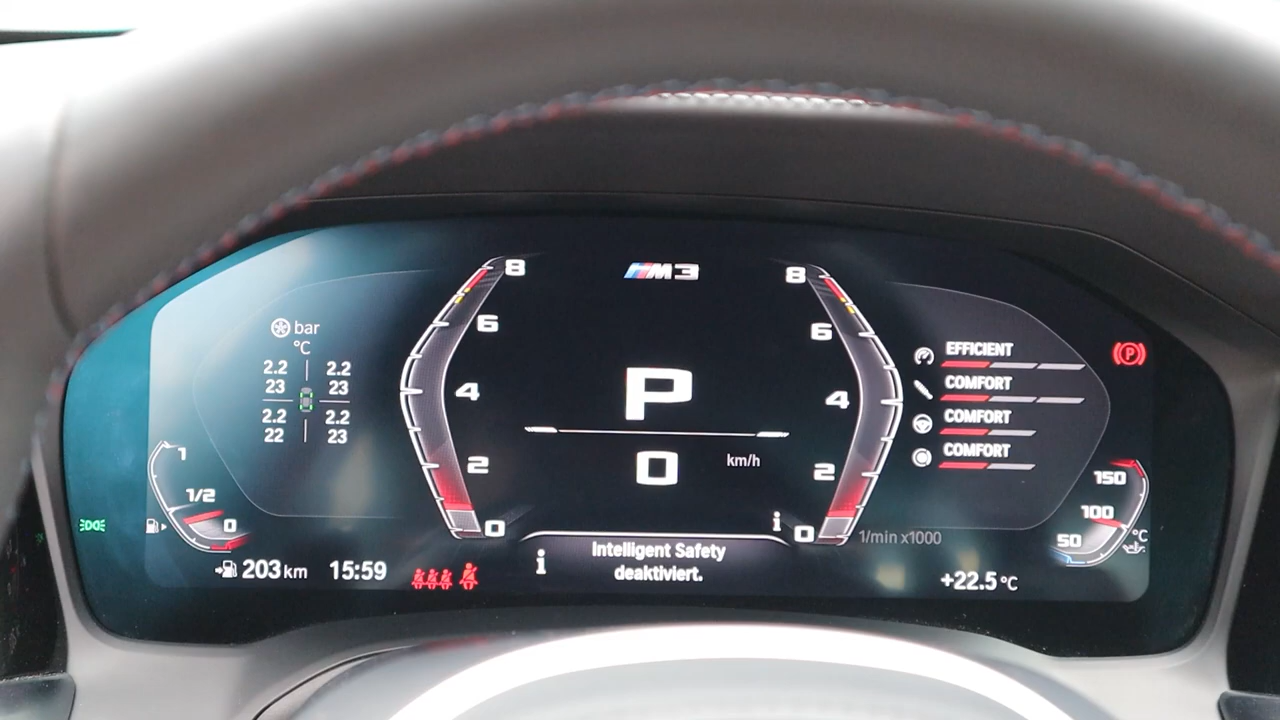 M3
bar
°C
2.2 2.2
23 23
2.2 2.2
22 23
1
1/2
0
203 km
15:59
8
6
4
2
0
P
0 km/h
i
i
Intelligent Safety
deaktiviert.
8
6
4
2
0
1/min x1000
EFFICIENT
COMFORT
COMFORT
COMFORT
P
150
100
50
°C
+22.5 °C